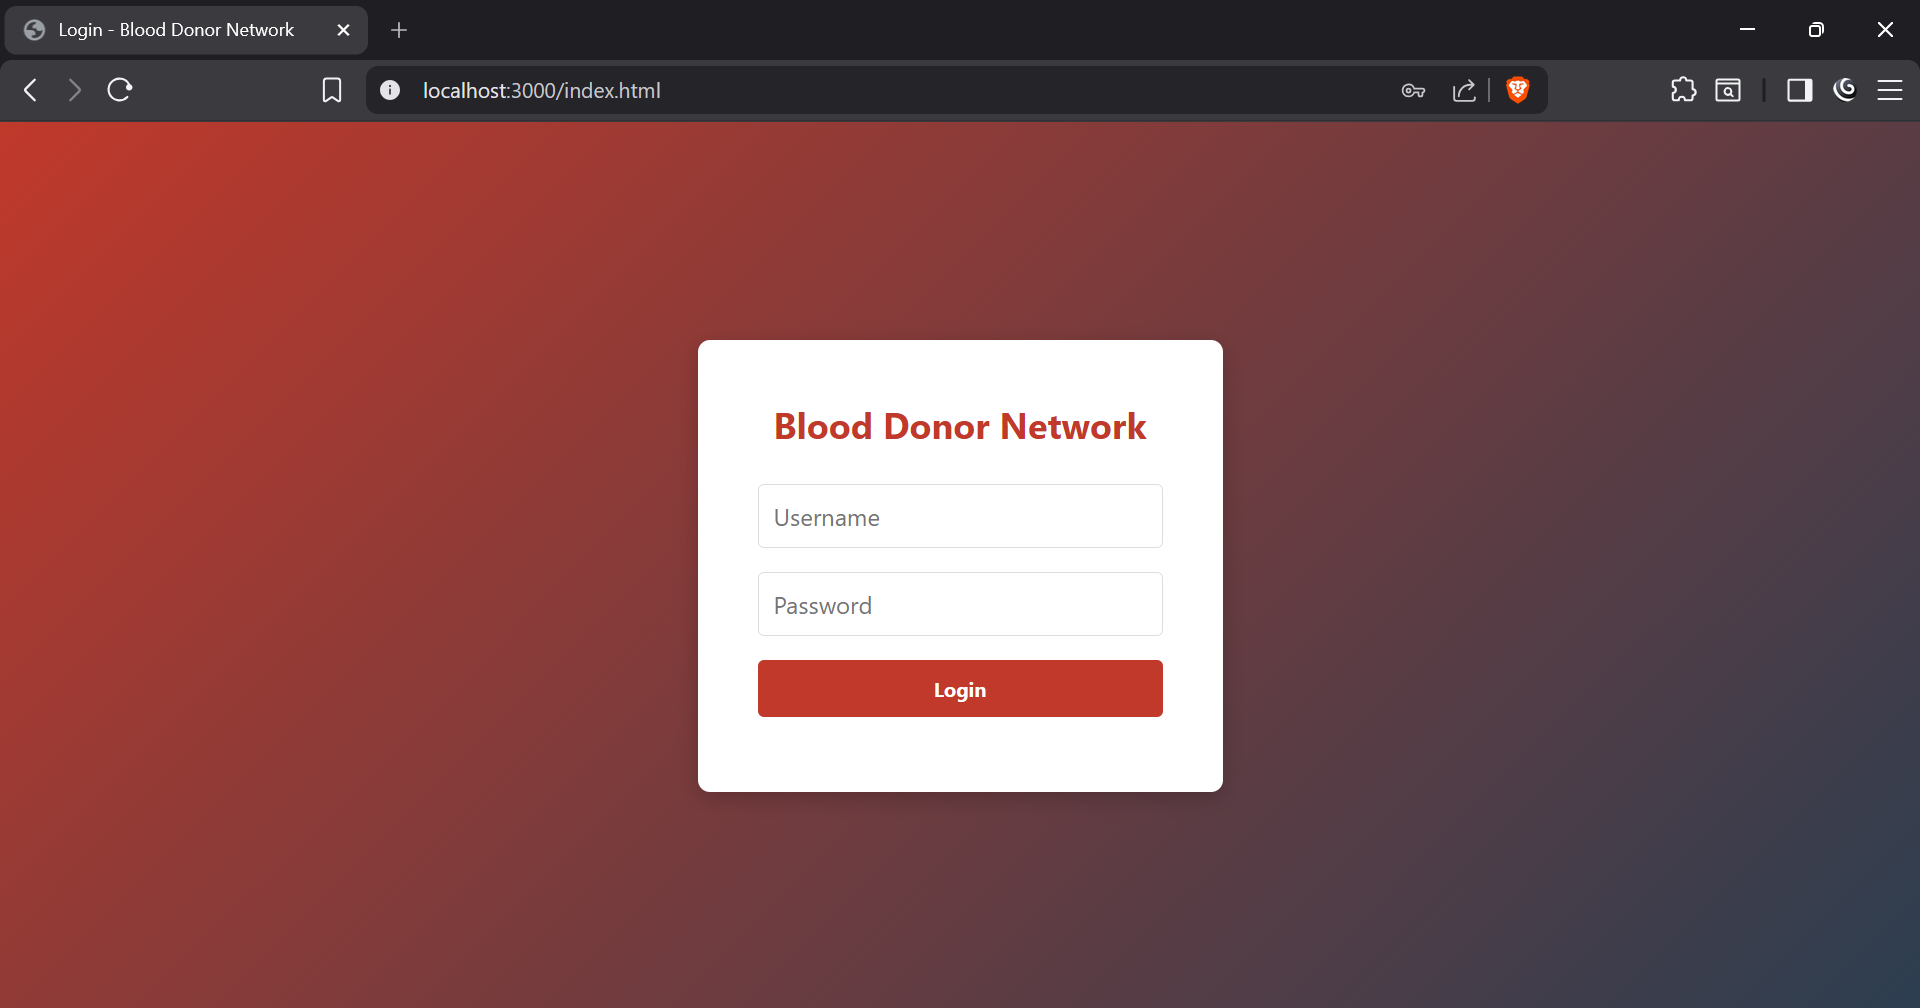 Login - Blood Donor Network
localhost:3000/index.html
Blood Donor Network
Username
Password
Login